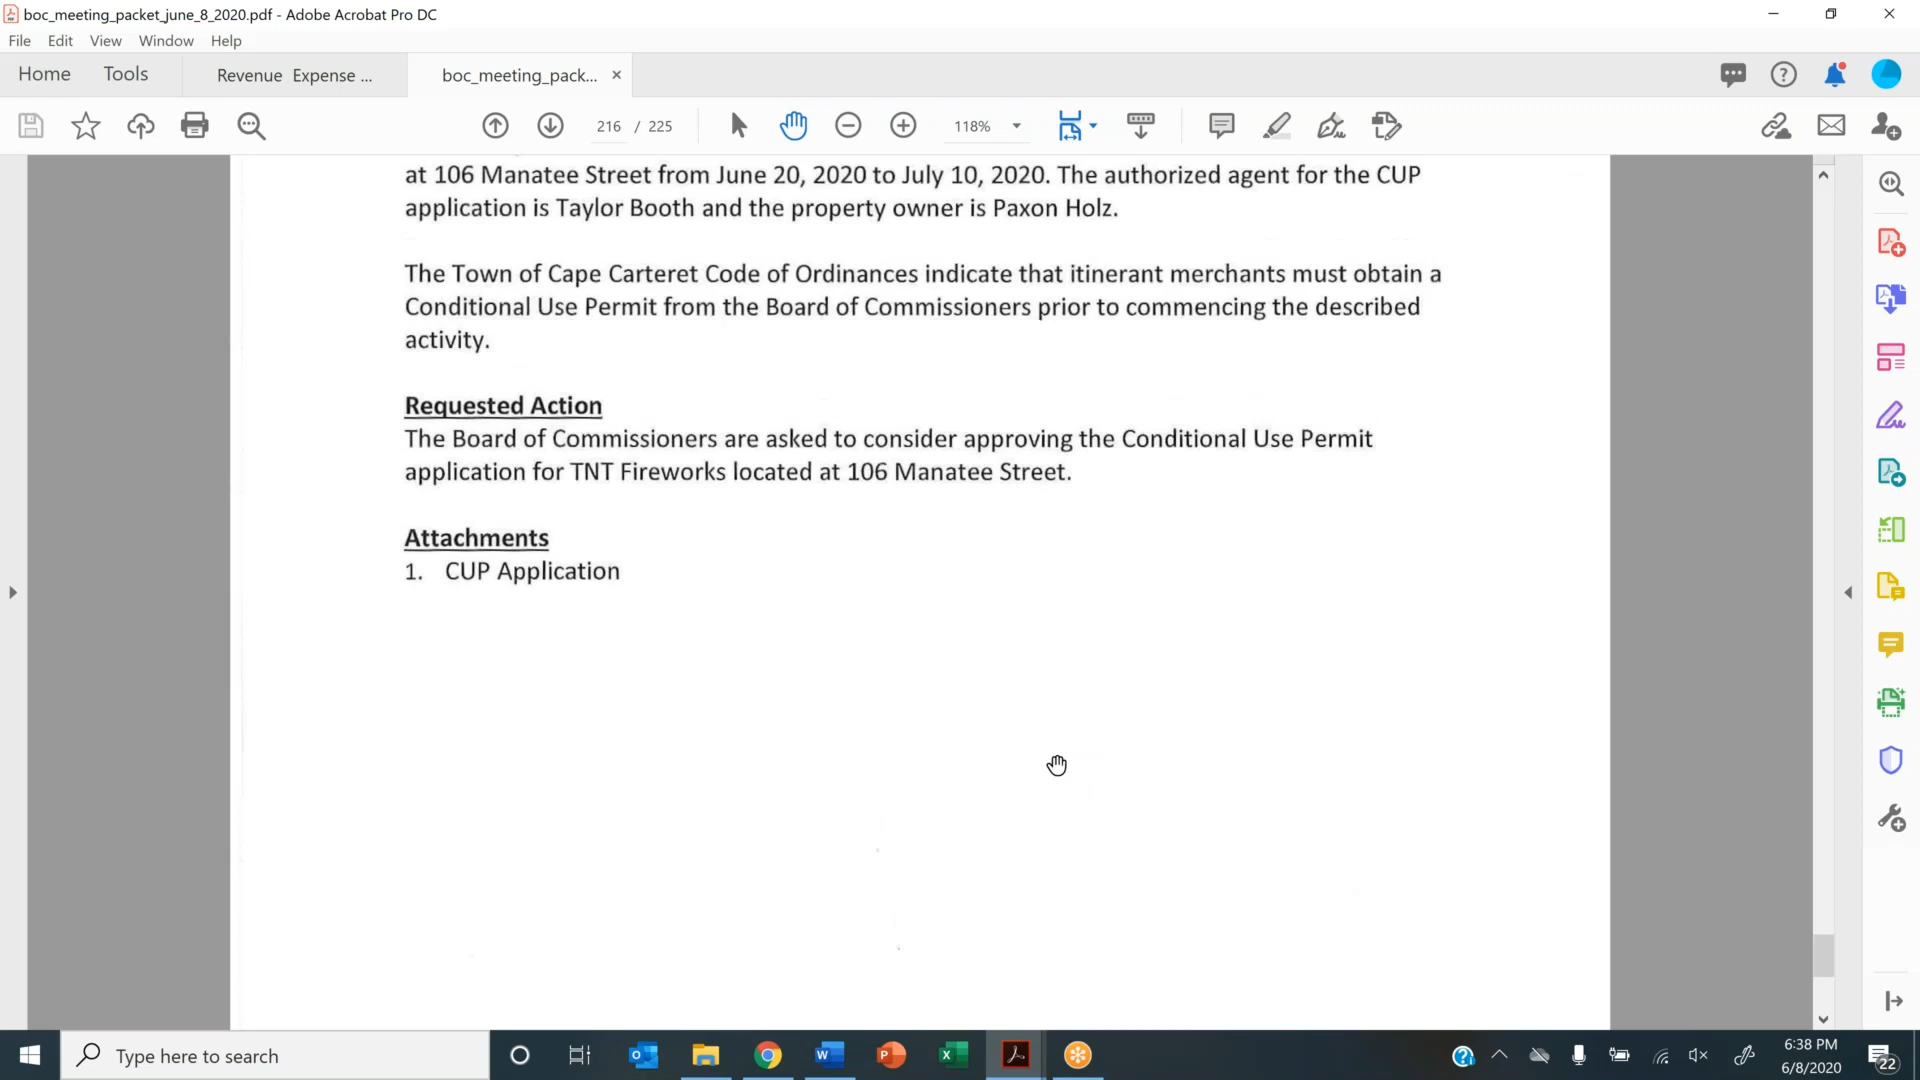 boc_meeting_packet_june_8_2020.pdf - Adobe Acrobat Pro DC
File Edit View Window Help
Home Tools Revenue Expense ... boc_meeting_pack... ×
216 / 225 118%
at 106 Manatee Street from June 20, 2020 to July 10, 2020. The authorized agent for the CUP
application is Taylor Booth and the property owner is Paxon Holz.
The Town of Cape Carteret Code of Ordinances indicate that itinerant merchants must obtain a
Conditional Use Permit from the Board of Commissioners prior to commencing the described
activity.
Requested Action
The Board of Commissioners are asked to consider approving the Conditional Use Permit
application for TNT Fireworks located at 106 Manatee Street.
Attachments
1. CUP Application
Type here to search
6:38 PM
6/8/2020
22